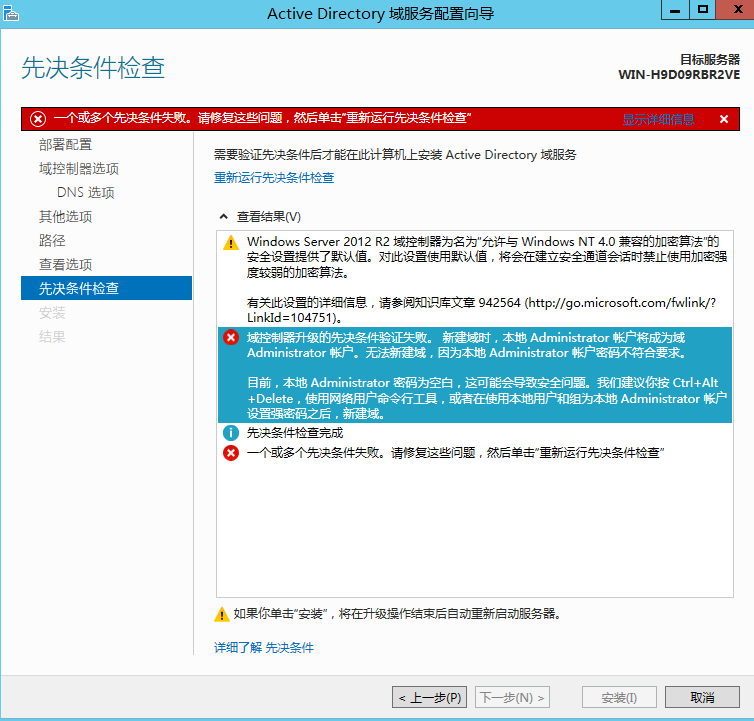 Active Directory 域服务配置向导
先决条件检查
目标服务器
WIN-H9D09RBR2VE
一个或多个先决条件失败。请修复这些问题，然后单击"重新运行先决条件检查"
显示详细信息
部署配置
域控制器选项
DNS 选项
其他选项
路径
查看选项
先决条件检查
安装
结果
需要验证先决条件后才能在此计算机上安装 Active Directory 域服务
重新运行先决条件检查
查看结果(V)
Windows Server 2012 R2 域控制器为名为"允许与 Windows NT 4.0 兼容的加密算法"的
安全设置提供了默认值。对此设置使用默认值，将会在建立安全通道会话时禁止使用加密强
度较弱的加密算法。
有关此设置的详细信息，请参阅知识库文章 942564 (http://go.microsoft.com/fwlink/?
LinkId=104751)。
域控制器升级的先决条件验证失败。 新建域时，本地 Administrator 帐户将成为域
Administrator 帐户。无法新建域，因为本地 Administrator 帐户密码不符合要求。
目前，本地 Administrator 密码为空白，这可能会导致安全问题。我们建议你按 Ctrl+Alt
+Delete，使用网络用户命令行工具，或者在使用本地用户和组为本地 Administrator 帐户
设置强密码之后，新建域。
先决条件检查完成
一个或多个先决条件失败。请修复这些问题，然后单击"重新运行先决条件检查"
如果你单击"安装"，将在升级操作结束后自动重新启动服务器。
详细了解 先决条件
< 上一步(P)
下一步(N) >
安装(I)
取消